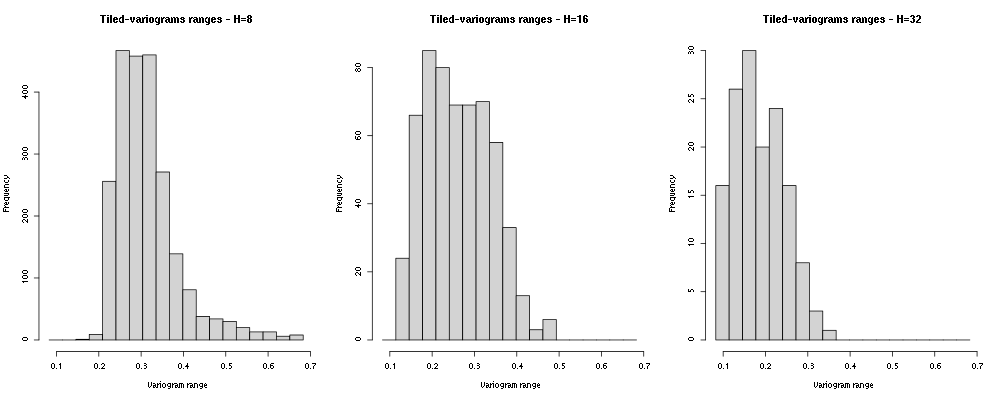 Tiled-variograms ranges - H=8
Frequency
0
100
200
300
400
0.1 0.2 0.3 0.4 0.5 0.6 0.7
Variogram range
Tiled-variograms ranges - H=16
Frequency
0
20
40
60
80
0.1 0.2 0.3 0.4 0.5 0.6 0.7
Variogram range
Tiled-variograms ranges - H=32
Frequency
0
5
10
15
20
25
30
0.1 0.2 0.3 0.4 0.5 0.6 0.7
Variogram range